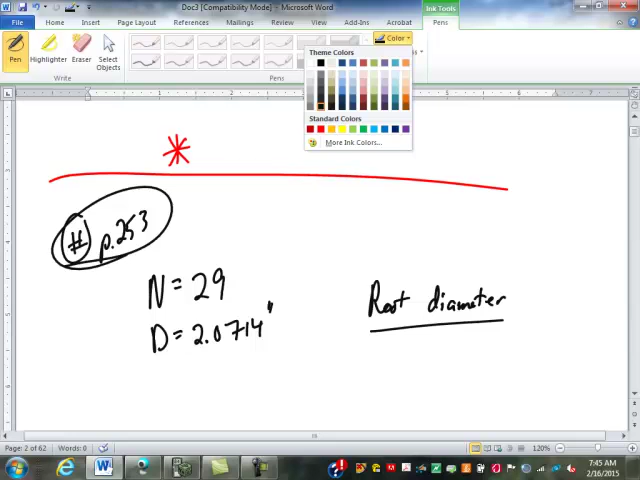 Doc3 [Compatibility Mode] - Microsoft Word
Ink Tools
File Home Insert Page Layout References Mailings Review View Add-Ins Acrobat Pens
Pen Highlighter Eraser Select Objects
Color
Write
Pens
Theme Colors
Standard Colors
More Ink Colors...
# p.253
N = 29
D = 2.0714"
Root diameter
Page: 2 of 62 Words: 0
120%
7:45 AM
2/16/2015